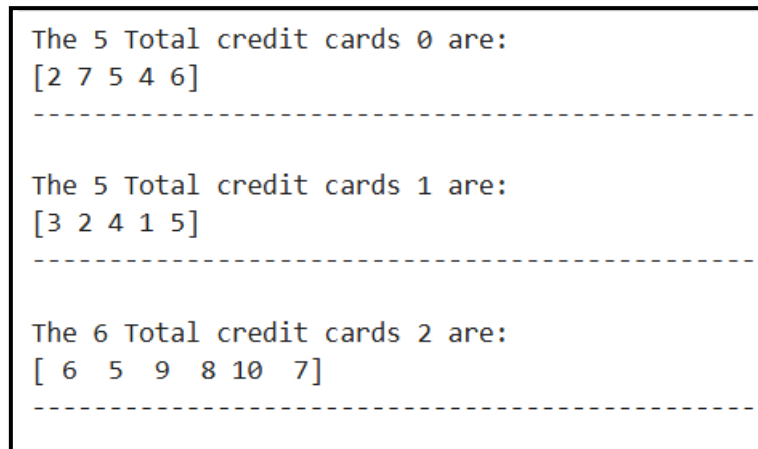 The 5 Total credit cards 0 are:
[2 7 5 4 6]
------------------------------------------------
The 5 Total credit cards 1 are:
[3 2 4 1 5]
------------------------------------------------
The 6 Total credit cards 2 are:
[ 6  5  9  8 10  7]
------------------------------------------------